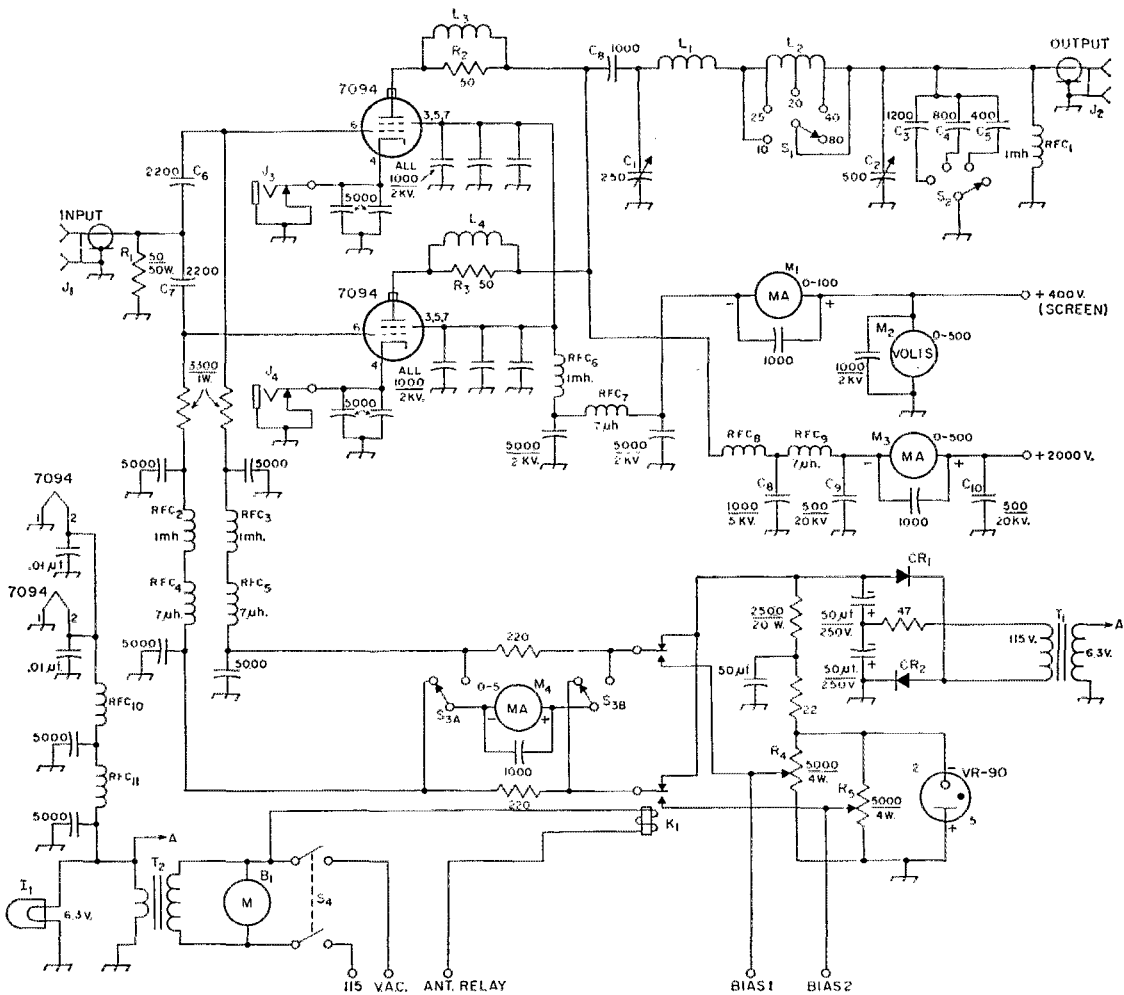 L3
R2
50
C8 1000
L1
L2
OUTPUT
J2
7094
6
3,5,7
4
25
20
40
10
S1
80
1200
C3
800
C4
400
C5
RFC1
1mh
2200
C6
J3
ALL
1000
2KV.
5000
C1
250
C2
500
S2
INPUT
J1
R1
50
50W.
2200
C7
L4
R3
50
7094
6
3,5,7
4
M1
0-100
MA
- +
1000
+400V.
(SCREEN)
M2
0-500
VOLTS
1000
2KV
3300
1W.
J4
5000
ALL
1000
2KV.
RFC6
1mh.
RFC7
7µh
5000
2 KV.
5000
2KV
RFC8
RFC9
7µh.
M3
0-500
MA
- +
1000
+2000 V.
C8
1000
5 KV.
C9
500
20KV
C10
500
20KV.
5000
5000
7094
1 2
.01µf
7094
1 2
.01µf
RFC2
1mh
RFC3
1mh.
RFC4
7µh.
RFC5
7µh.
5000
5000
220
S3A
0-5
M4
MA
- +
1000
S3B
220
CR1
2500
20 W.
50µf
250V.
- +
47
115 V.
T1
6.3V.
A
50µf.
250V
- +
CR2
50µf
22
R4
5000
4W.
R5
5000
4W.
2
-
VR-90
+
5
RFC10
5000
RFC11
5000
A
K1
I1
6.3V.
T2
B1
M
S4
115 V.A.C.
ANT. RELAY
BIAS 1
BIAS 2